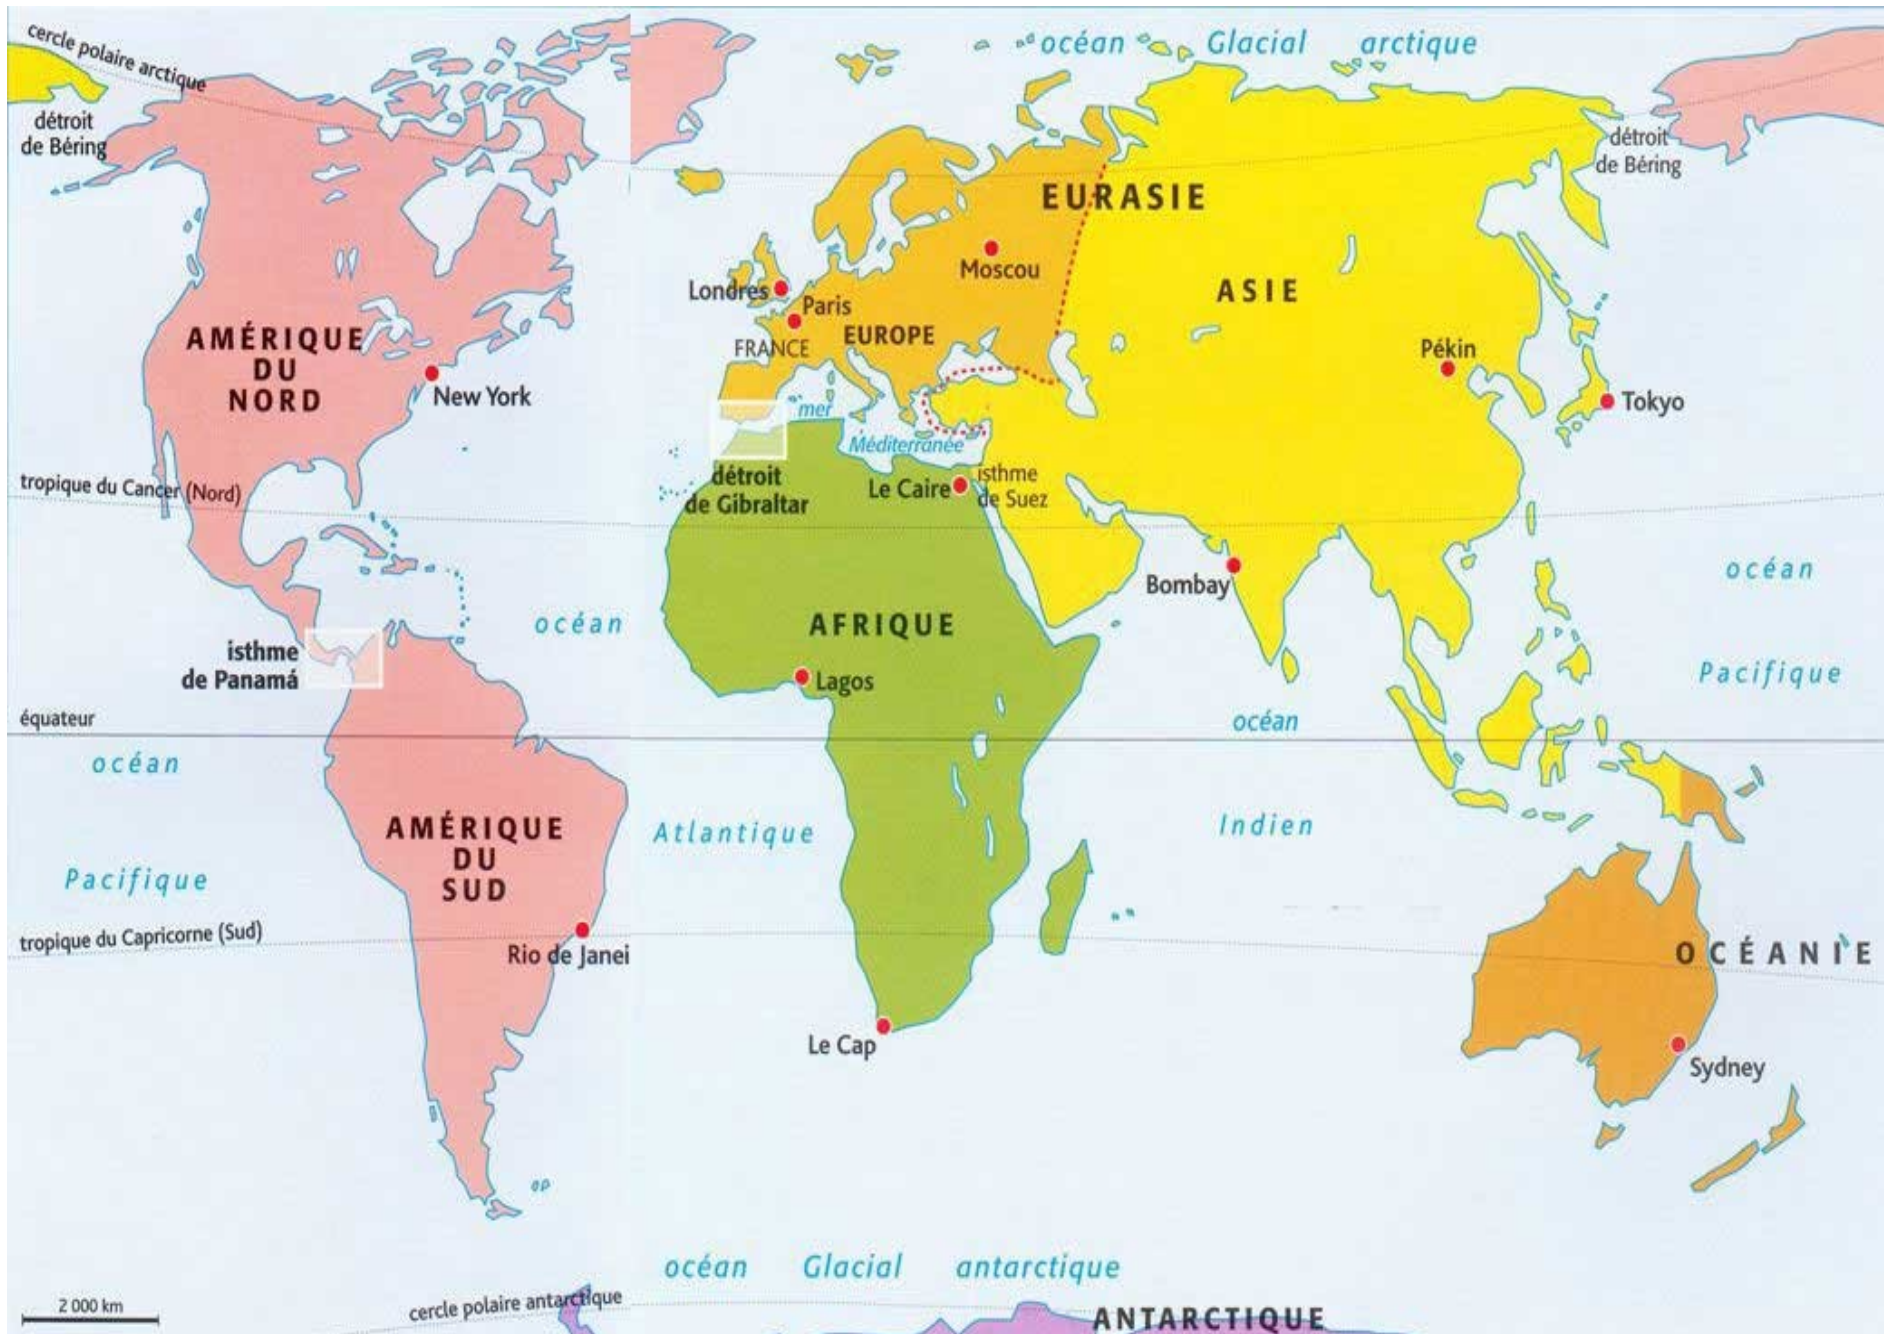 cercle polaire arctique
océan Glacial arctique
détroit
de Béring
détroit
de Béring
EURASIE
Moscou
ASIE
Londres
Paris
EUROPE
FRANCE
AMÉRIQUE
DU
NORD
New York
Pékin
Tokyo
mer
Méditerranée
détroit
de Gibraltar
Le Caire
isthme
de Suez
tropique du Cancer (Nord)
Bombay
océan
Pacifique
océan
AFRIQUE
isthme
de Panamá
Lagos
équateur
océan
Pacifique
océan
Indien
AMÉRIQUE
DU
SUD
Atlantique
tropique du Capricorne (Sud)
Rio de Janei
OCÉANIE
Le Cap
Sydney
océan Glacial antarctique
2 000 km
cercle polaire antarctique
ANTARCTIQUE